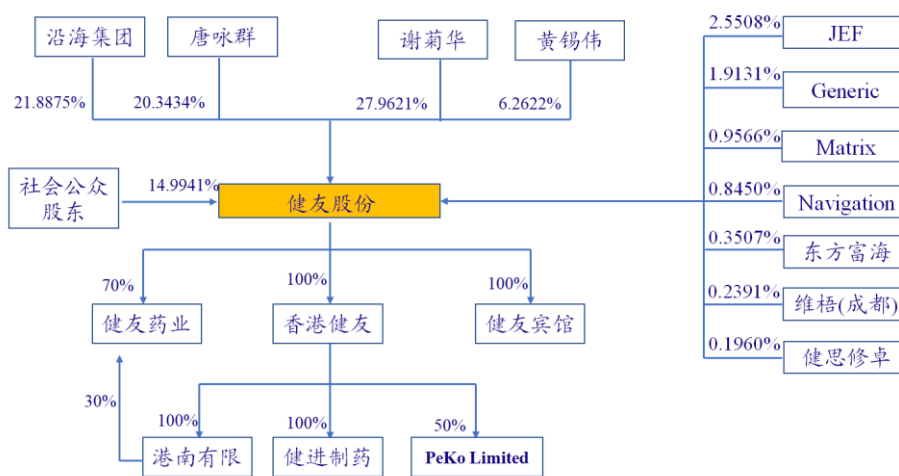 沿海集团
唐咏群
谢菊华
黄锡伟
21.8875%
20.3434%
27.9621%
6.2622%
社会公众
股东
14.9941%
健友股份
2.5508%
JEF
1.9131%
Generic
0.9566%
Matrix
0.8450%
Navigation
0.3507%
东方富海
0.2391%
维梧(成都)
0.1960%
健思修卓
70%
100%
100%
健友药业
香港健友
健友宾馆
30%
100%
100%
50%
港南有限
健进制药
PeKo Limited